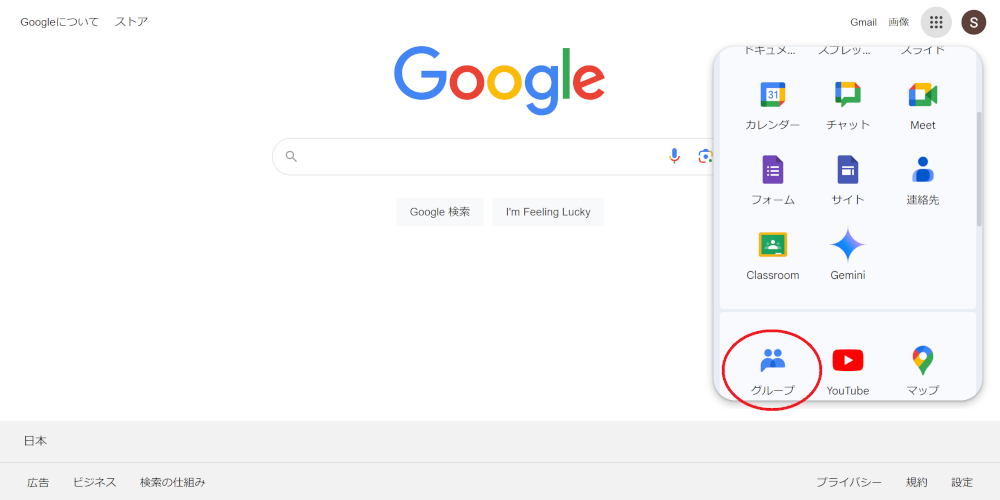 Googleについて ストア
Gmail 画像 S
Google
ドキュメ... スプレッ... スライド
31
カレンダー チャット Meet
フォーム サイト 連絡先
Google 検索 I'm Feeling Lucky
Classroom Gemini
グループ YouTube マップ
日本
広告 ビジネス 検索の仕組み プライバシー 規約 設定